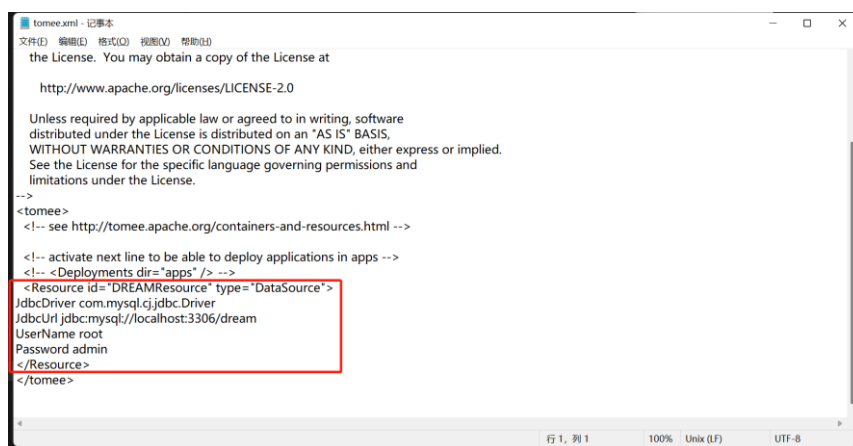 tomee.xml - 记事本
文件(F) 编辑(E) 格式(O) 视图(V) 帮助(H)
the License. You may obtain a copy of the License at
http://www.apache.org/licenses/LICENSE-2.0
Unless required by applicable law or agreed to in writing, software
distributed under the License is distributed on an "AS IS" BASIS,
WITHOUT WARRANTIES OR CONDITIONS OF ANY KIND, either express or implied.
See the License for the specific language governing permissions and
limitations under the License.
-->
<tomee>
<!-- see http://tomee.apache.org/containers-and-resources.html -->
<!-- activate next line to be able to deploy applications in apps -->
<!-- <Deployments dir="apps" /> -->
<Resource id="DREAMResource" type="DataSource">
JdbcDriver com.mysql.cj.jdbc.Driver
JdbcUrl jdbc:mysql://localhost:3306/dream
UserName root
Password admin
</Resource>
</tomee>
行 1, 列 1 100% Unix (LF) UTF-8